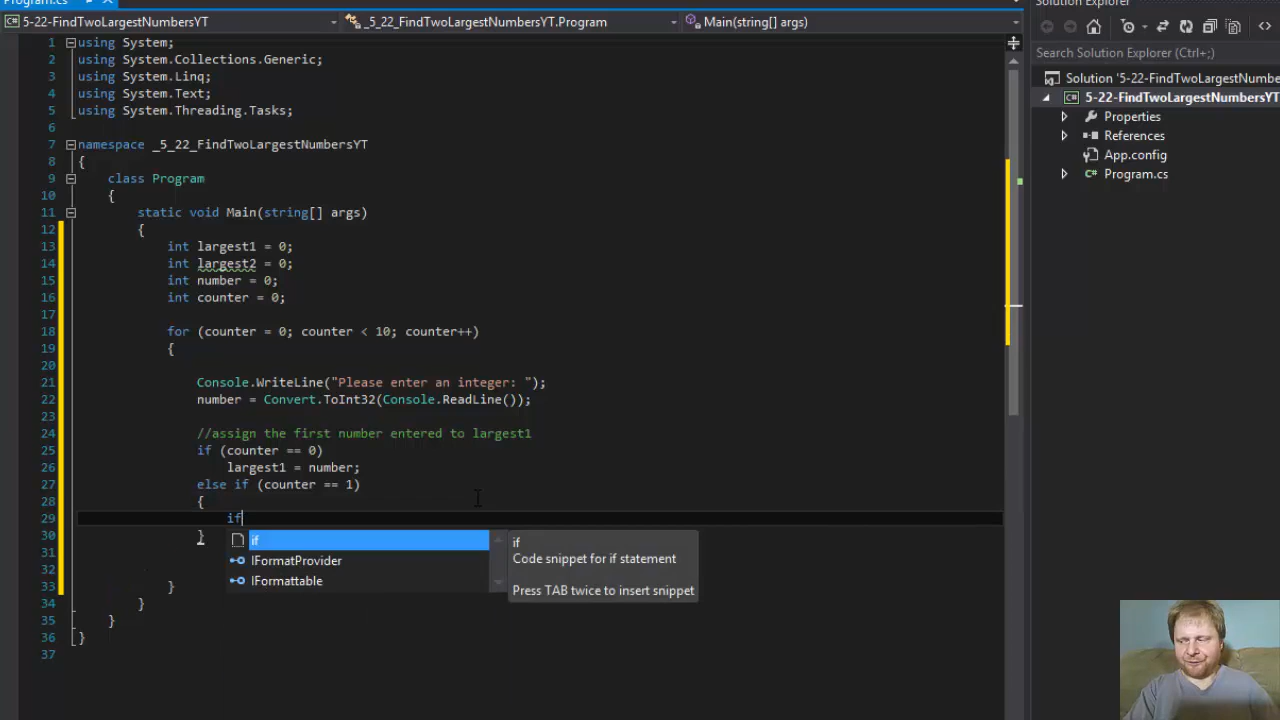 Program.cs
5-22-FindTwoLargestNumbersYT
_5_22_FindTwoLargestNumbersYT.Program
Main(string[] args)
1 using System;
2 using System.Collections.Generic;
3 using System.Linq;
4 using System.Text;
5 using System.Threading.Tasks;
6
7 namespace _5_22_FindTwoLargestNumbersYT
8 {
9 class Program
10 {
11 static void Main(string[] args)
12 {
13 int largest1 = 0;
14 int largest2 = 0;
15 int number = 0;
16 int counter = 0;
17
18 for (counter = 0; counter < 10; counter++)
19 {
20
21 Console.WriteLine("Please enter an integer: ");
22 number = Convert.ToInt32(Console.ReadLine());
23
24 //assign the first number entered to largest1
25 if (counter == 0)
26 largest1 = number;
27 else if (counter == 1)
28 {
29 if
30 }
31
32
33 }
34 }
35 }
36 }
37
if
IFormatProvider
IFormattable
if
Code snippet for if statement
Press TAB twice to insert snippet
Solution Explorer
Search Solution Explorer (Ctrl+;)
Solution '5-22-FindTwoLargestNumbe
5-22-FindTwoLargestNumbersYT
Properties
References
App.config
Program.cs